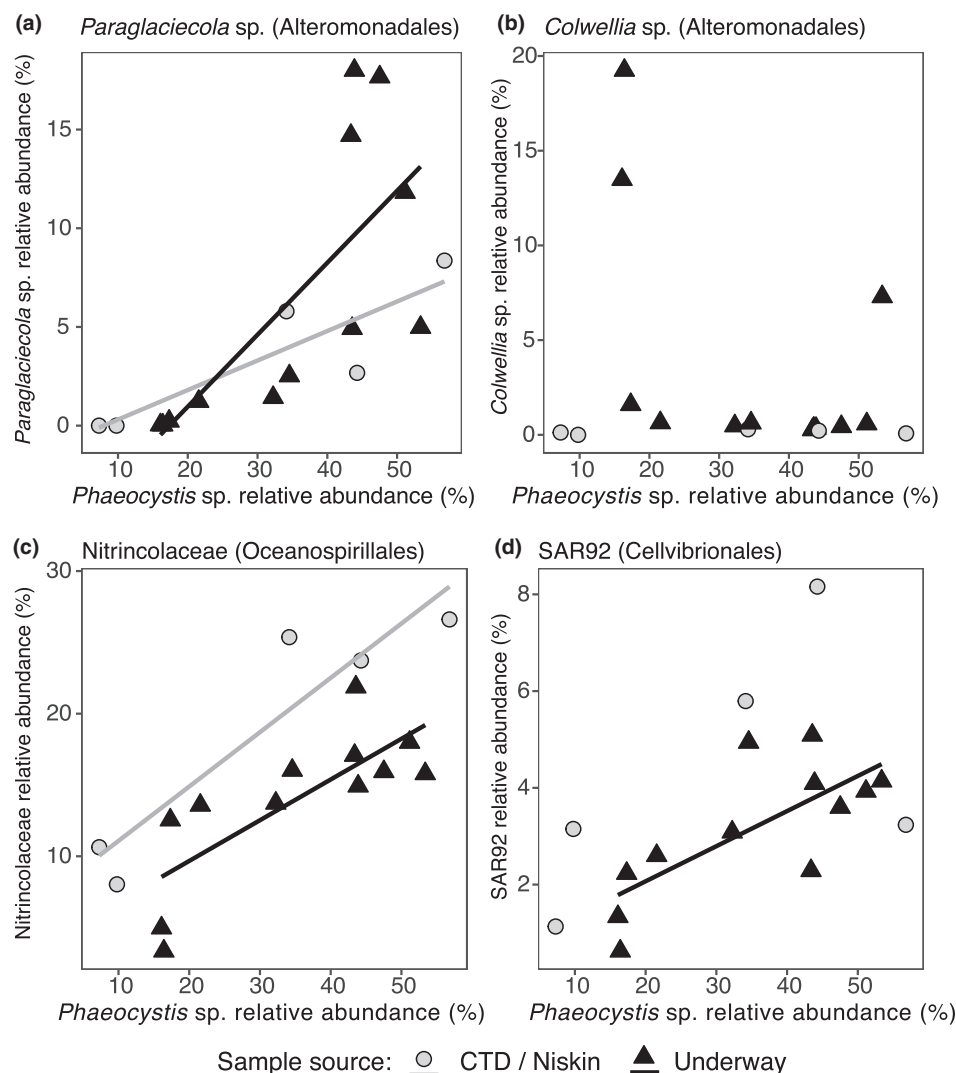 (a) Paraglaciecola sp. (Alteromonadales)
Paraglaciecola sp. relative abundance (%)
15
10
5
0
10 20 30 40 50
Phaeocystis sp. relative abundance (%)
(b) Colwellia sp. (Alteromonadales)
Colwellia sp. relative abundance (%)
20
15
10
5
0
10 20 30 40 50
Phaeocystis sp. relative abundance (%)
(c) Nitrincolaceae (Oceanospirillales)
Nitrincolaceae relative abundance (%)
30
20
10
10 20 30 40 50
Phaeocystis sp. relative abundance (%)
(d) SAR92 (Cellvibrionales)
SAR92 relative abundance (%)
8
6
4
2
10 20 30 40 50
Phaeocystis sp. relative abundance (%)
Sample source: CTD / Niskin Underway